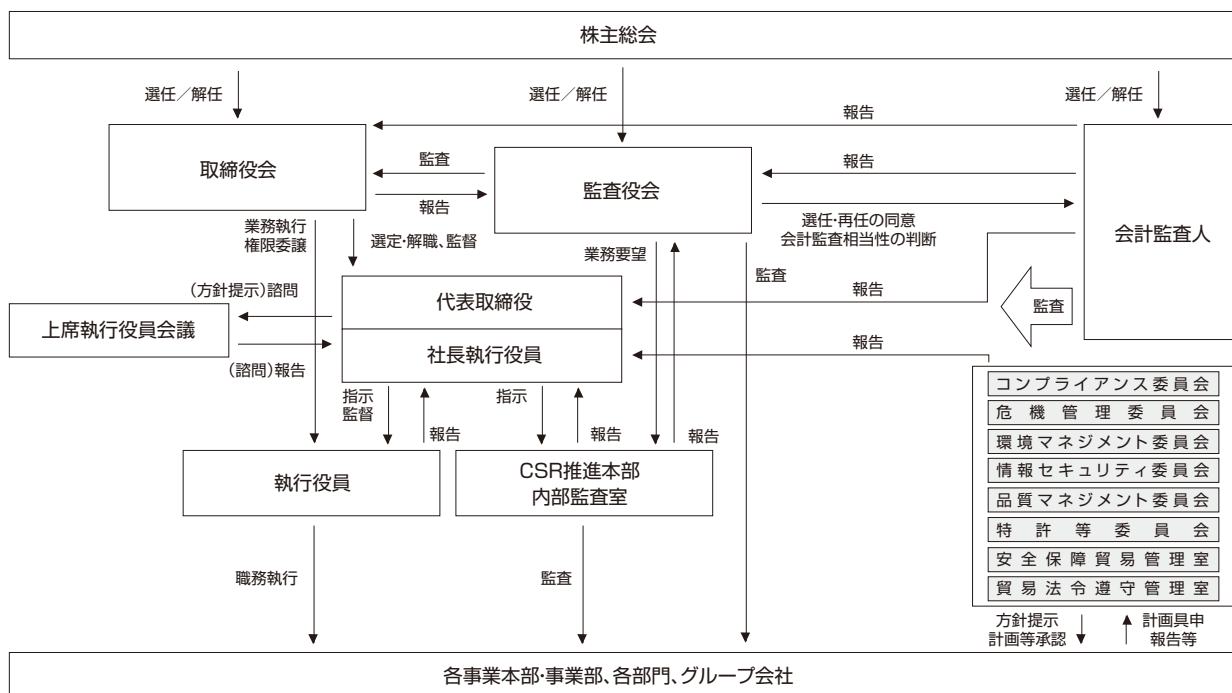 株主総会
選任／解任
選任／解任
選任／解任
報告
取締役会
監査
報告
監査役会
報告
会計監査人
選任・再任の同意
会計監査相当性の判断
業務執行
権限委譲
選定・解職、監督
業務要望
監査
(方針提示)諮問
代表取締役
報告
監査
上席執行役員会議
社長執行役員
報告
(諮問)報告
指示
監督
報告
指示
報告
報告
コンプライアンス委員会
危機管理委員会
環境マネジメント委員会
情報セキュリティ委員会
品質マネジメント委員会
特許等委員会
安全保障貿易管理室
貿易法令遵守管理室
執行役員
CSR推進本部
内部監査室
職務執行
監査
方針提示
計画等承認
計画具申
報告等
各事業本部・事業部、各部門、グループ会社